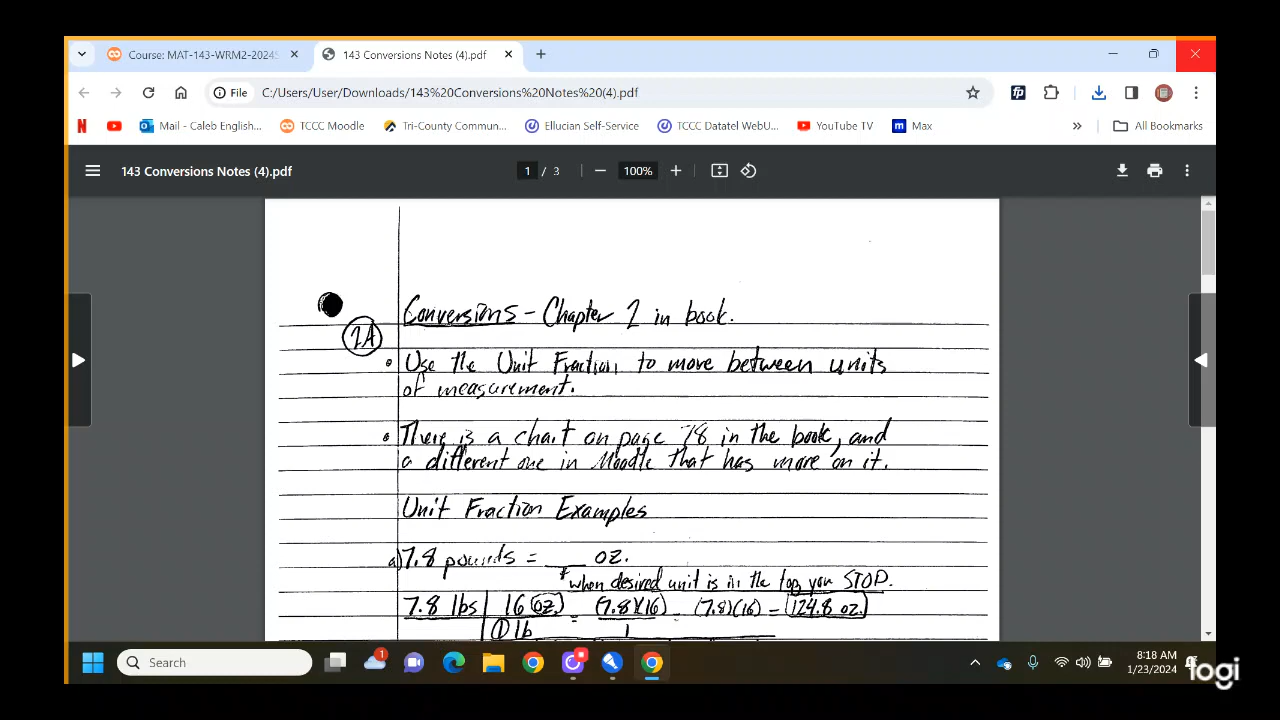 Course: MAT-143-WRM2-2024S
143 Conversions Notes (4).pdf
File
C:/Users/User/Downloads/143%20Conversions%20Notes%20(4).pdf
Mail - Caleb English...
TCCC Moodle
Tri-County Commun...
Ellucian Self-Service
TCCC Datatel WebU...
YouTube TV
Max
All Bookmarks
143 Conversions Notes (4).pdf
1 / 3
100%
Conversions - Chapter 2 in book.
2A
Use the Unit Fraction to move between units
of measurement.
There is a chart on page 78 in the book, and
a different one in Moodle that has more on it.
Unit Fraction Examples
a) 7.8 pounds = ___ oz.
* when desired unit is in the top, you STOP.
7.8 lbs | 16 oz = (7.8)(16) = (7.8)(16) = 124.8 oz.
1 lb 1
Search
1
8:18 AM
1/23/2024
logi